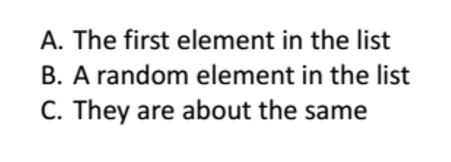 A. The first element in the list
B. A random element in the list
C. They are about the same